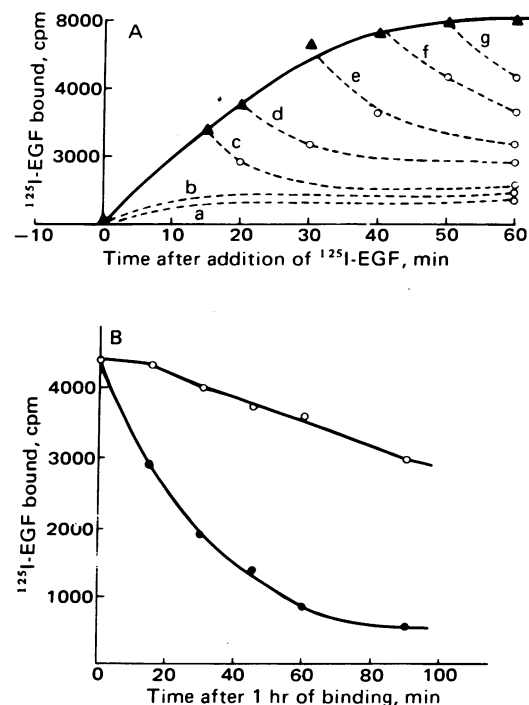 A
¹²⁵I-EGF bound, cpm
8000
4000
3000
a
b
c
d
e
f
g
−10
0
10
20
30
40
50
60
Time after addition of ¹²⁵I-EGF, min
B
¹²⁵I-EGF bound, cpm
4000
3000
2000
1000
0
20
40
60
80
100
Time after 1 hr of binding, min